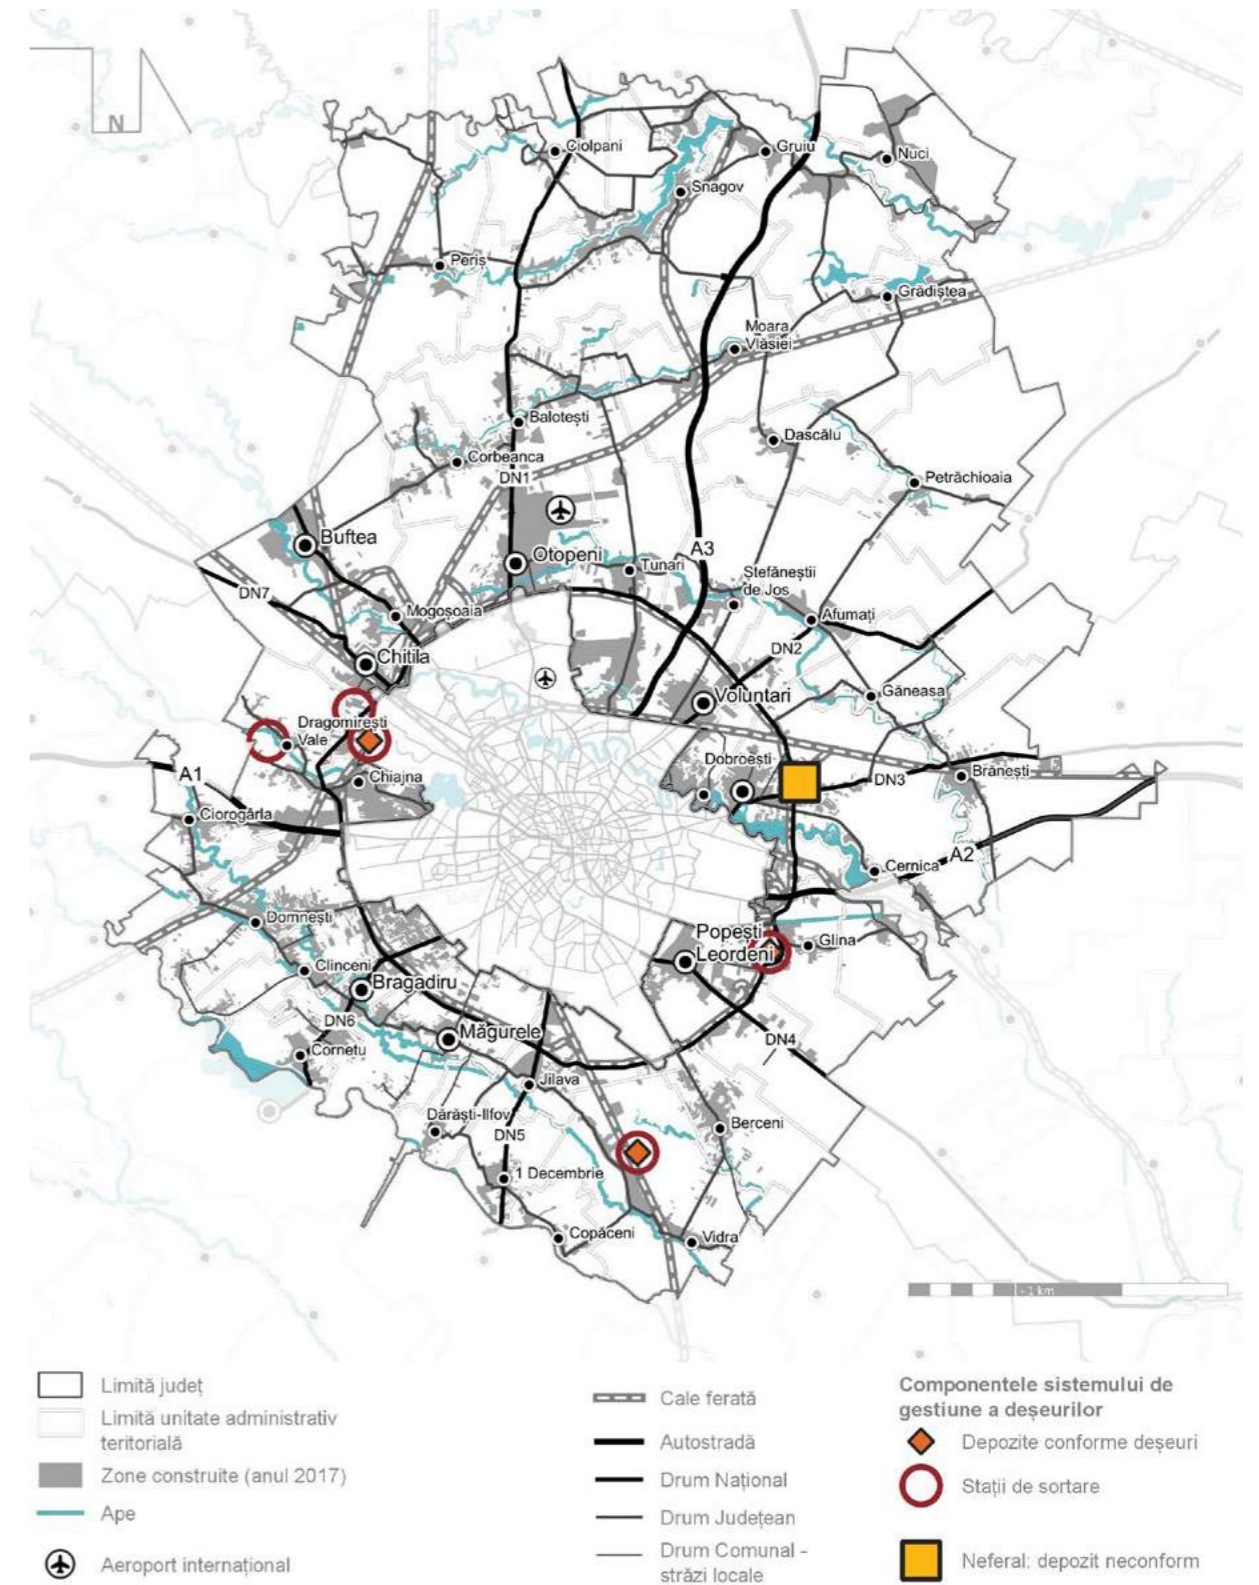 N
Ciolpani
Gruiu
Nuci
Snagov
Periș
Grădiștea
Moara
Vlăsiei
Balotești
Dascălu
Corbeanca
DN1
Petrăchioaia
Buftea
Otopeni
A3
Tunari
Ștefăneștii
de Jos
DN7
Mogoșoaia
Afumați
Chitila
DN2
Găneasa
Voluntari
Dragomirești
Vale
Dobroești
A1
Chiajna
DN3
Brănești
Ciorogârla
A2
Cernica
Domnești
Popești
Leordeni
Glina
Clinceni
Bragadiru
DN6
Măgurele
DN4
Cornetu
Jilava
Dărăști-Ilfov
DN5
Berceni
1 Decembrie
Copăceni
Vidra
~ 1 km
Limită județ
Limită unitate administrativ
teritorială
Zone construite (anul 2017)
Ape
Aeroport internațional
Cale ferată
Autostradă
Drum Național
Drum Județean
Drum Comunal -
străzi locale
Componentele sistemului de
gestiune a deșeurilor
Depozite conforme deșeuri
Stații de sortare
Neferal: depozit neconform